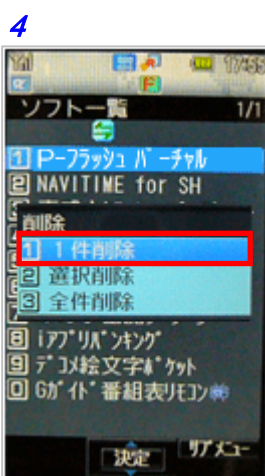 4
17:55
ソフト一覧 1/1
1 P-フラッシュ バーチャル
2 NAVITIME for SH
削除
1 1件削除
2 選択削除
3 全件削除
8 iアプリバンキング
9 デコメ絵文字ポケット
0 Gガイド番組表リモコン
決定 サブメニュー